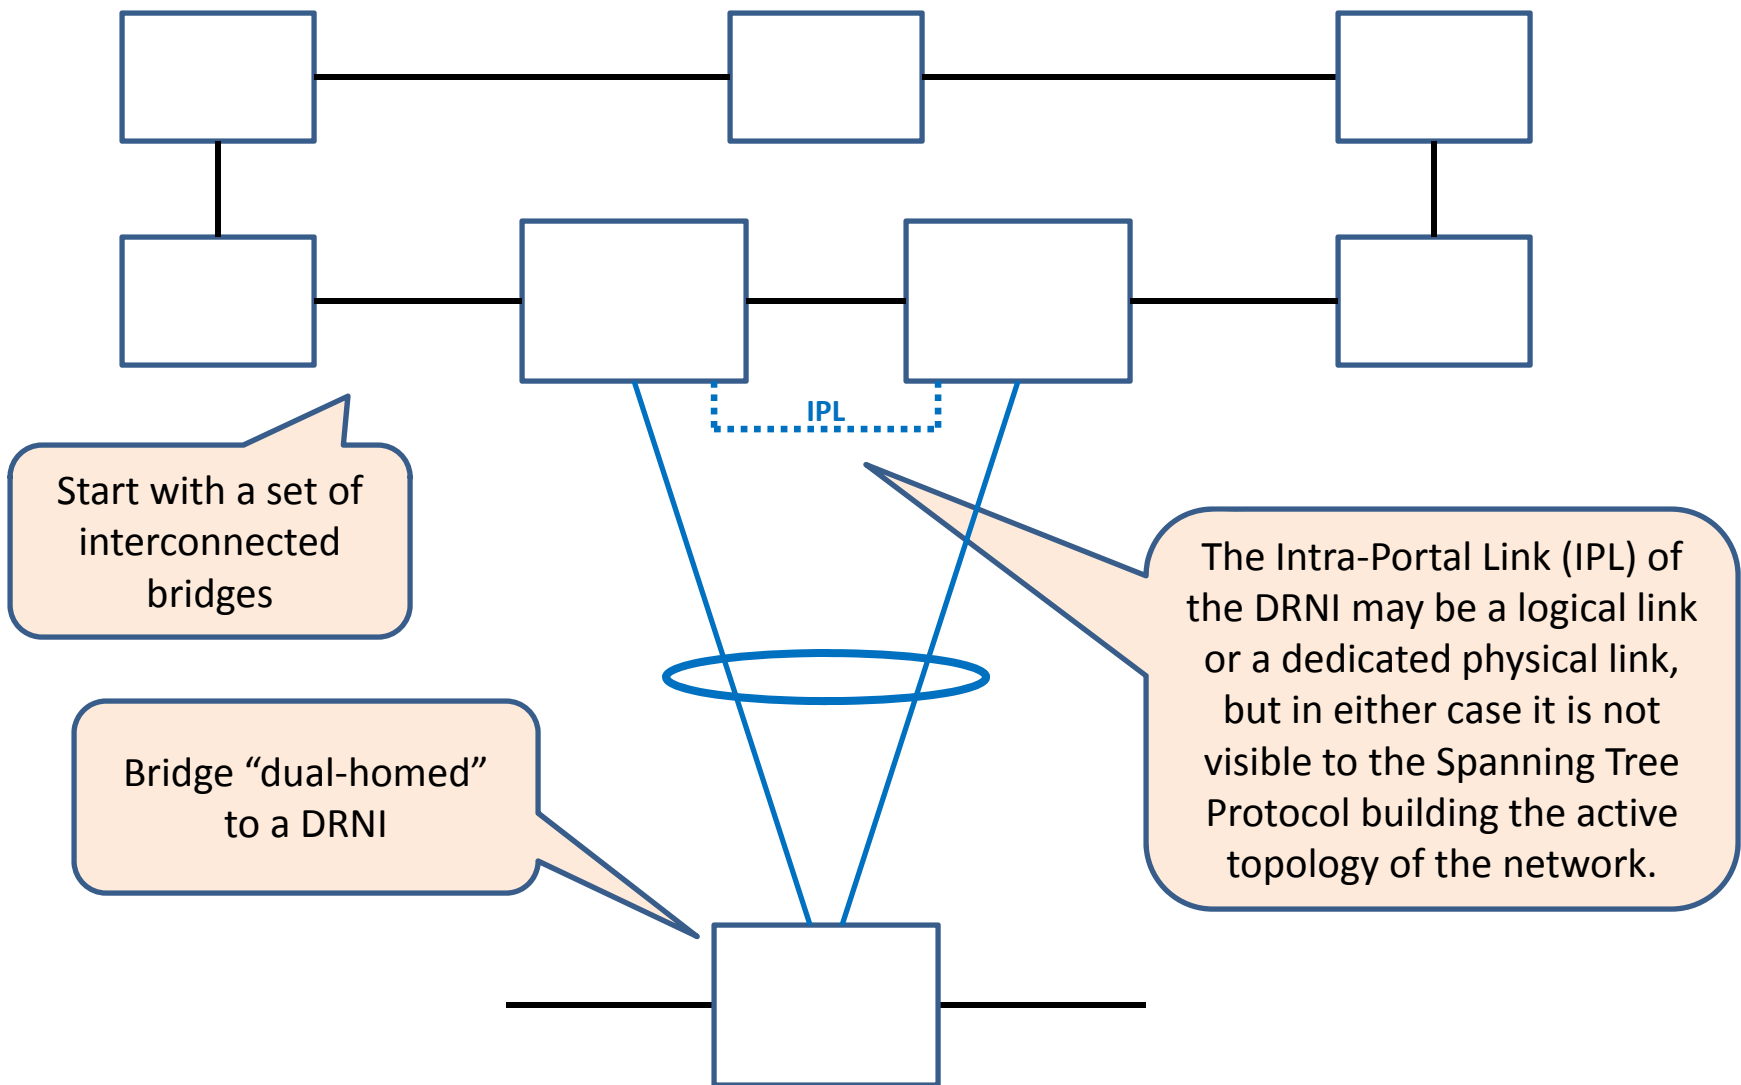 IPL
Start with a set of
interconnected
bridges
The Intra-Portal Link (IPL) of
the DRNI may be a logical link
or a dedicated physical link,
but in either case it is not
visible to the Spanning Tree
Protocol building the active
topology of the network.
Bridge “dual-homed”
to a DRNI